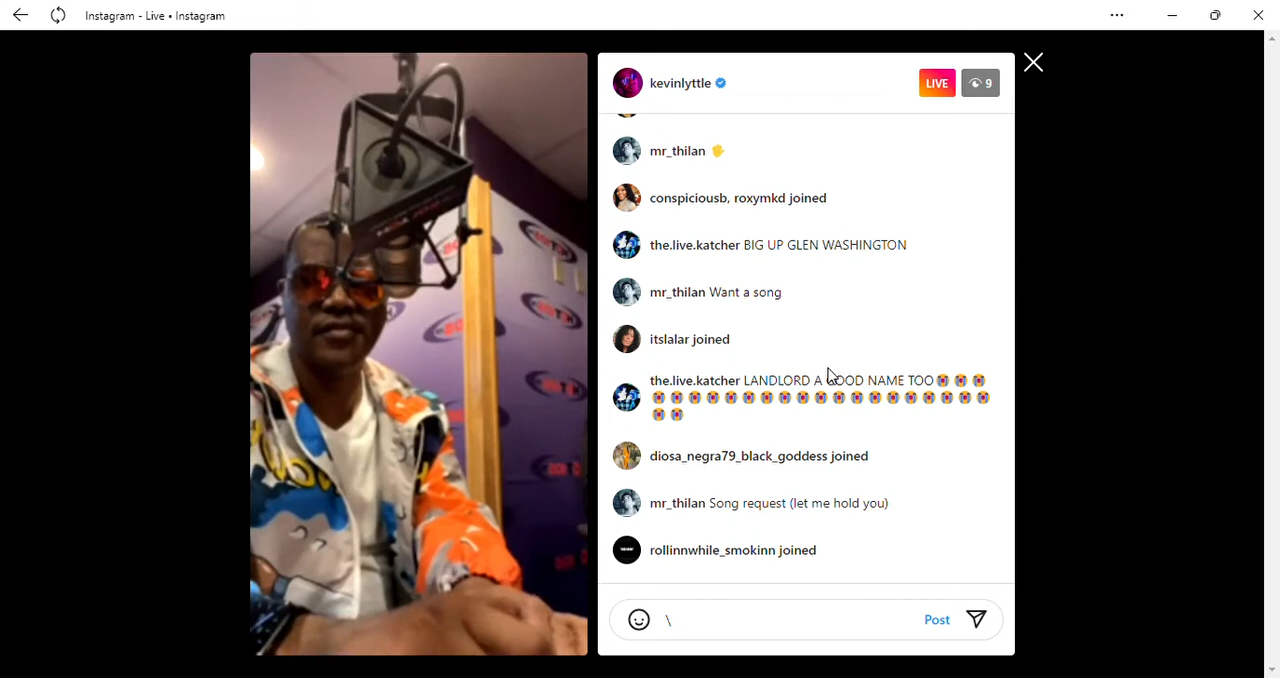 Instagram - Live • Instagram
kevinlyttle
LIVE
9
mr_thilan 🖐
conspiciousb, roxymkd joined
the.live.katcher BIG UP GLEN WASHINGTON
mr_thilan Want a song
itslalar joined
the.live.katcher LANDLORD A GOOD NAME TOO😭😭😭
😭😭😭😭😭😭😭😭😭😭😭😭😭😭😭😭😭😭😭
😭😭
diosa_negra79_black_goddess joined
mr_thilan Song request (let me hold you)
rollinnwhile_smokinn joined
\
Post